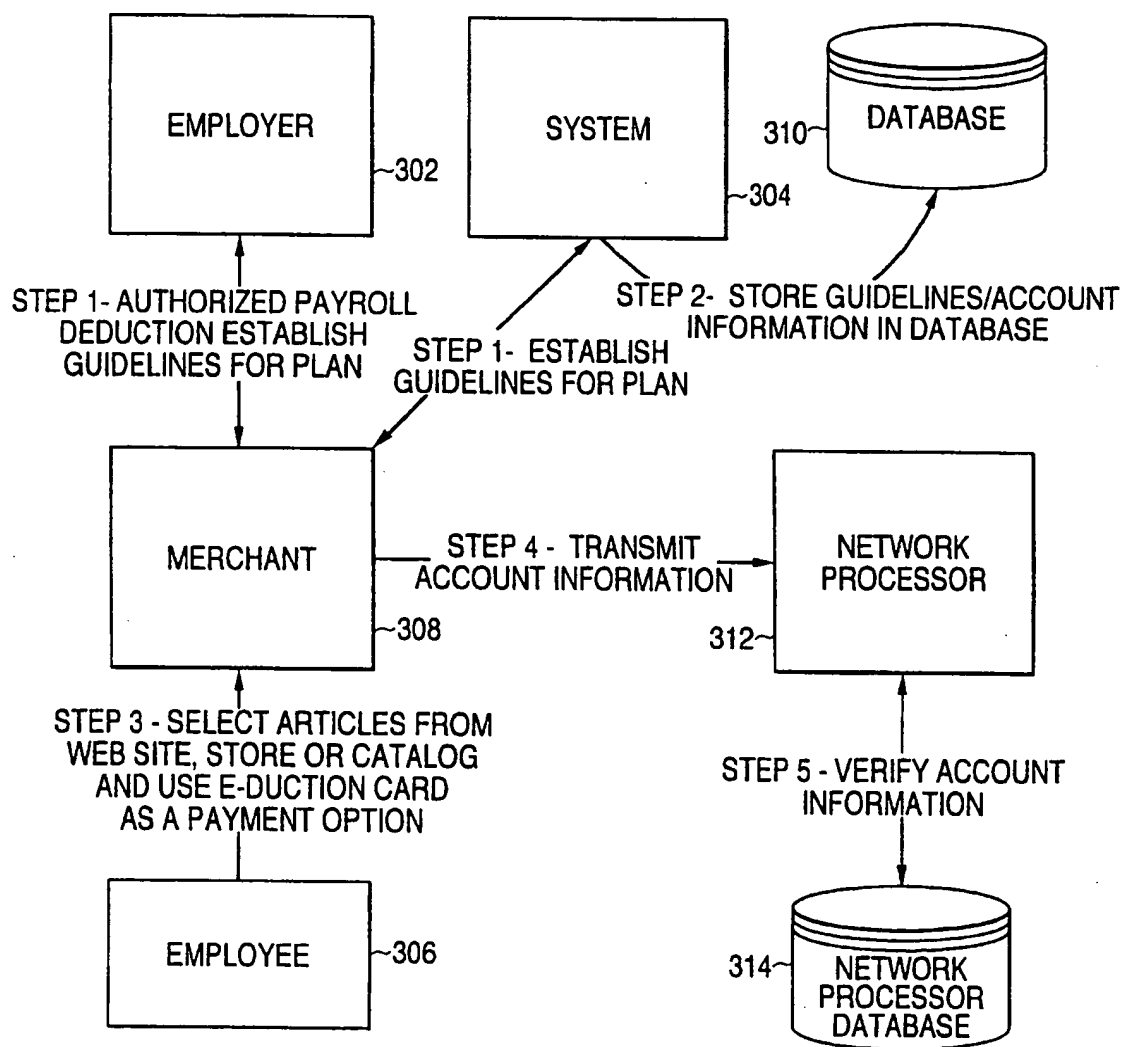 EMPLOYER
~302
SYSTEM
~304
DATABASE
310~
STEP 1- AUTHORIZED PAYROLL
DEDUCTION ESTABLISH
GUIDELINES FOR PLAN
STEP 1- ESTABLISH
GUIDELINES FOR PLAN
STEP 2- STORE GUIDELINES/ACCOUNT
INFORMATION IN DATABASE
MERCHANT
~308
STEP 4 - TRANSMIT
ACCOUNT INFORMATION
NETWORK
PROCESSOR
312~
STEP 3 - SELECT ARTICLES FROM
WEB SITE, STORE OR CATALOG
AND USE E-DUCTION CARD
AS A PAYMENT OPTION
STEP 5 - VERIFY ACCOUNT
INFORMATION
EMPLOYEE
~306
314~
NETWORK
PROCESSOR
DATABASE